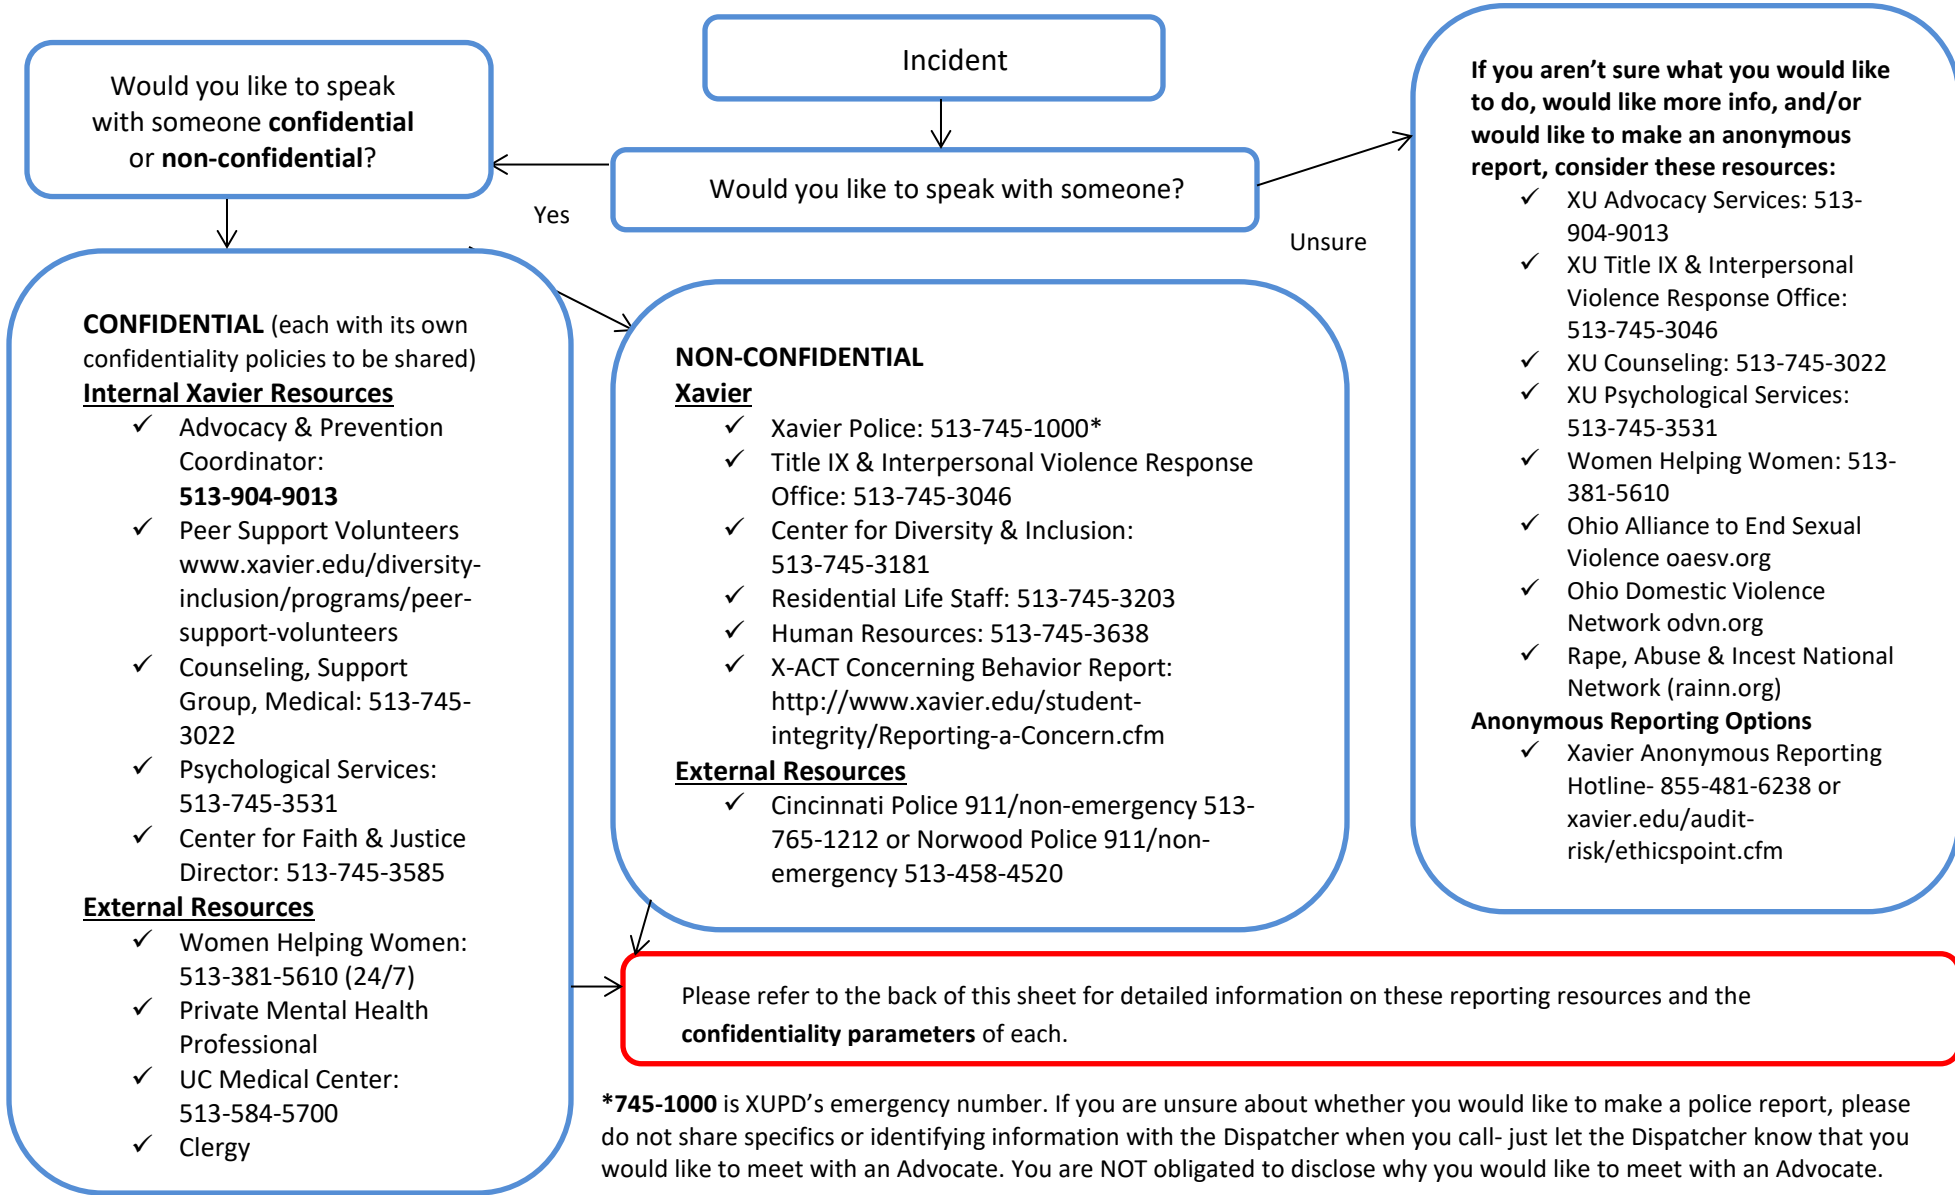 Incident
Would you like to speak with someone?
Yes
Unsure
Would you like to speak
with someone confidential
or non-confidential?
CONFIDENTIAL (each with its own
confidentiality policies to be shared)
Internal Xavier Resources
✓ Advocacy & Prevention
Coordinator:
513-904-9013
✓ Peer Support Volunteers
www.xavier.edu/diversity-
inclusion/programs/peer-
support-volunteers
✓ Counseling, Support
Group, Medical: 513-745-
3022
✓ Psychological Services:
513-745-3531
✓ Center for Faith & Justice
Director: 513-745-3585
External Resources
✓ Women Helping Women:
513-381-5610 (24/7)
✓ Private Mental Health
Professional
✓ UC Medical Center:
513-584-5700
✓ Clergy
NON-CONFIDENTIAL
Xavier
✓ Xavier Police: 513-745-1000*
✓ Title IX & Interpersonal Violence Response
Office: 513-745-3046
✓ Center for Diversity & Inclusion:
513-745-3181
✓ Residential Life Staff: 513-745-3203
✓ Human Resources: 513-745-3638
✓ X-ACT Concerning Behavior Report:
http://www.xavier.edu/student-
integrity/Reporting-a-Concern.cfm
External Resources
✓ Cincinnati Police 911/non-emergency 513-
765-1212 or Norwood Police 911/non-
emergency 513-458-4520
If you aren’t sure what you would like
to do, would like more info, and/or
would like to make an anonymous
report, consider these resources:
✓ XU Advocacy Services: 513-
904-9013
✓ XU Title IX & Interpersonal
Violence Response Office:
513-745-3046
✓ XU Counseling: 513-745-3022
✓ XU Psychological Services:
513-745-3531
✓ Women Helping Women: 513-
381-5610
✓ Ohio Alliance to End Sexual
Violence oaesv.org
✓ Ohio Domestic Violence
Network odvn.org
✓ Rape, Abuse & Incest National
Network (rainn.org)
Anonymous Reporting Options
✓ Xavier Anonymous Reporting
Hotline- 855-481-6238 or
xavier.edu/audit-
risk/ethicspoint.cfm
Please refer to the back of this sheet for detailed information on these reporting resources and the
confidentiality parameters of each.
*745-1000 is XUPD’s emergency number. If you are unsure about whether you would like to make a police report, please
do not share specifics or identifying information with the Dispatcher when you call- just let the Dispatcher know that you
would like to meet with an Advocate. You are NOT obligated to disclose why you would like to meet with an Advocate.